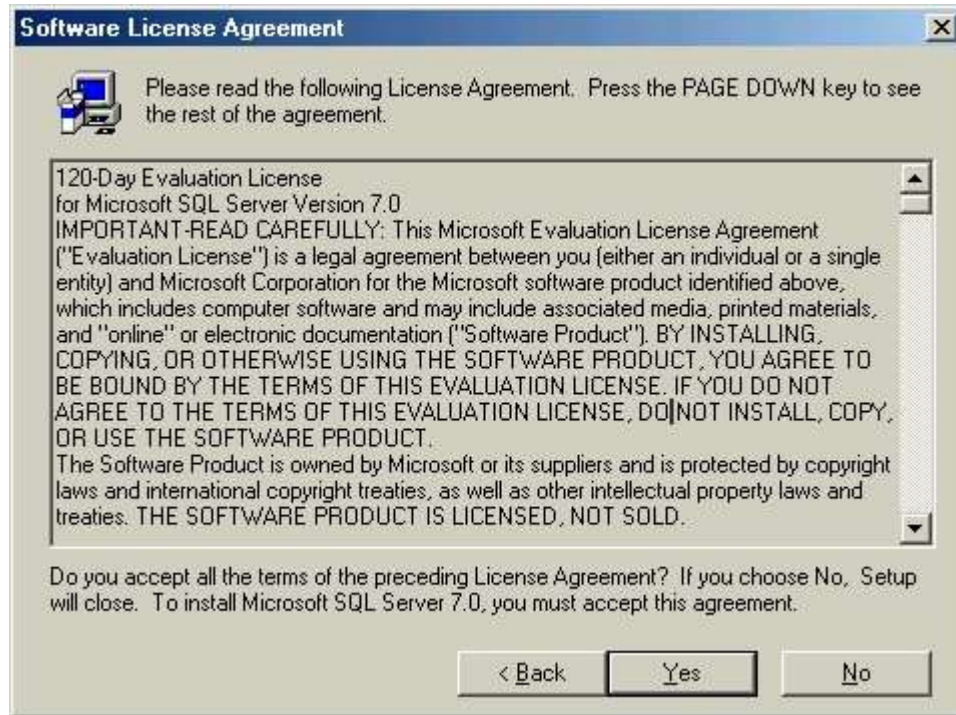 Software License Agreement
Please read the following License Agreement. Press the PAGE DOWN key to see
the rest of the agreement.
120-Day Evaluation License
for Microsoft SQL Server Version 7.0
IMPORTANT-READ CAREFULLY: This Microsoft Evaluation License Agreement
("Evaluation License") is a legal agreement between you (either an individual or a single
entity) and Microsoft Corporation for the Microsoft software product identified above,
which includes computer software and may include associated media, printed materials,
and "online" or electronic documentation ("Software Product"). BY INSTALLING,
COPYING, OR OTHERWISE USING THE SOFTWARE PRODUCT, YOU AGREE TO
BE BOUND BY THE TERMS OF THIS EVALUATION LICENSE. IF YOU DO NOT
AGREE TO THE TERMS OF THIS EVALUATION LICENSE, DO NOT INSTALL, COPY,
OR USE THE SOFTWARE PRODUCT.
The Software Product is owned by Microsoft or its suppliers and is protected by copyright
laws and international copyright treaties, as well as other intellectual property laws and
treaties. THE SOFTWARE PRODUCT IS LICENSED, NOT SOLD.
Do you accept all the terms of the preceding License Agreement? If you choose No, Setup
will close. To install Microsoft SQL Server 7.0, you must accept this agreement.
< Back
Yes
No